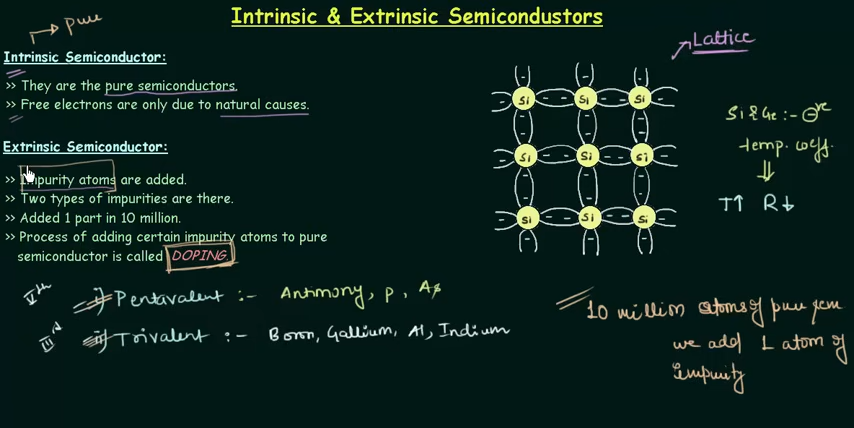 Intrinsic & Extrinsic Semicondustors
→ pure
Intrinsic Semiconductor:
>> They are the pure semiconductors.
>> Free electrons are only due to natural causes.
Extrinsic Semiconductor:
>> Impurity atoms are added.
>> Two types of impurities are there.
>> Added 1 part in 10 million.
>> Process of adding certain impurity atoms to pure
semiconductor is called DOPING.
Vth i) Pentavalent :- Antimony, P, As
IIIrd ii) Trivalent :- Boron, Gallium, Al, Indium
Lattice
Si Si Si
Si Si Si
Si Si Si
Si & Ge :- ⊖ve
temp. coeff.
⇓
T↑ R↓
10 million atoms of pure sem
we add 1 atom of
impurity